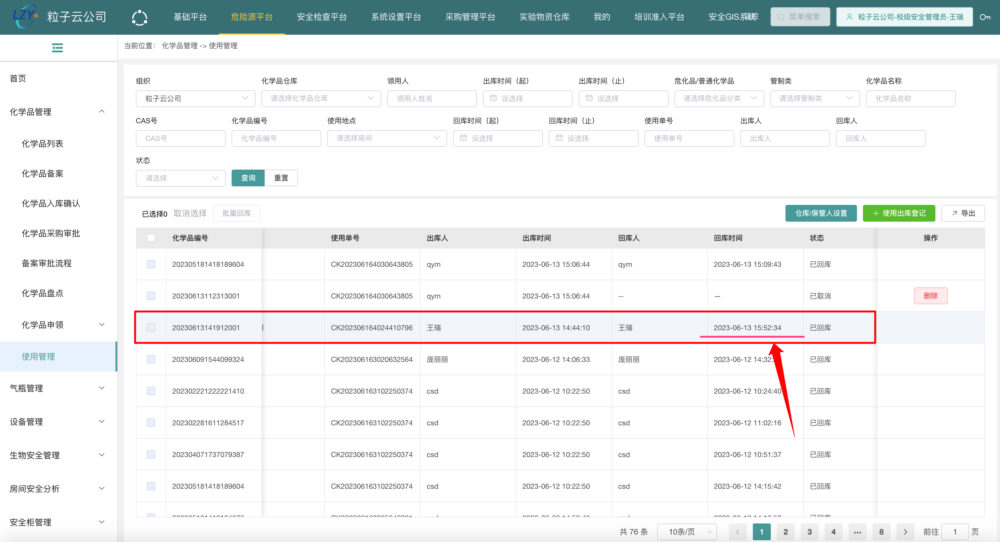 LZY 粒子云公司 基础平台 危险源平台 安全检查平台 系统设置平台 采购管理平台 实验物资仓库 我的 培训准入平台 安全GIS系统 菜单搜索 粒子云公司-校级安全管理员-王瑞
当前位置： 化学品管理 -> 使用管理
首页
化学品管理
化学品列表
化学品备案
化学品入库确认
化学品采购审批
备案审批流程
化学品盘点
化学品申领
使用管理
气瓶管理
设备管理
生物安全管理
房间安全分析
安全柜管理
组织 化学品仓库 领用人 出库时间（起） 出库时间（止） 危化品/普通化学品 管制类 化学品名称
粒子云公司 请选择化学品仓库 领用人姓名 设选择 设选择 请选择危化品分类 请选择管制类 化学品名称
CAS号 化学品编号 使用地点 回库时间（起） 回库时间（止） 使用单号 出库人 回库人
CAS号 化学品编号 请选择房间 设选择 设选择 使用单号 出库人 回库人
状态
请选择 查询 重置
已选择0 取消选择 批量回库 仓库/保管人设置 使用出库登记 导出
化学品编号 使用单号 出库人 出库时间 回库人 回库时间 状态 操作
202305181418189604 CK202306164030643805 qym 2023-06-13 15:06:44 qym 2023-06-13 15:09:43 已回库
20230613112313001 CK202306164030643805 qym 2023-06-13 15:06:44 -- — 已取消 删除
20230613141912001 CK202306164024410796 王瑞 2023-06-13 14:44:10 王瑞 2023-06-13 15:52:34 已回库
202306091544099324 CK202306163020632564 庞丽丽 2023-06-12 14:06:33 庞丽丽 2023-06-12 14:32: 已回库
202302221222221410 CK202306163102250374 csd 2023-06-12 10:22:50 csd 2023-06-12 10:24:40 已回库
202302281611284517 CK202306163102250374 csd 2023-06-12 10:22:50 csd 2023-06-12 11:02:16 已回库
202304071737079387 CK202306163102250374 csd 2023-06-12 10:22:50 csd 2023-06-12 10:51:37 已回库
202305181418189604 CK202306163102250374 csd 2023-06-12 10:22:50 csd 2023-06-12 14:15:42 已回库
共 76 条 10条/页 1 2 3 4 ... 8 前往 1 页